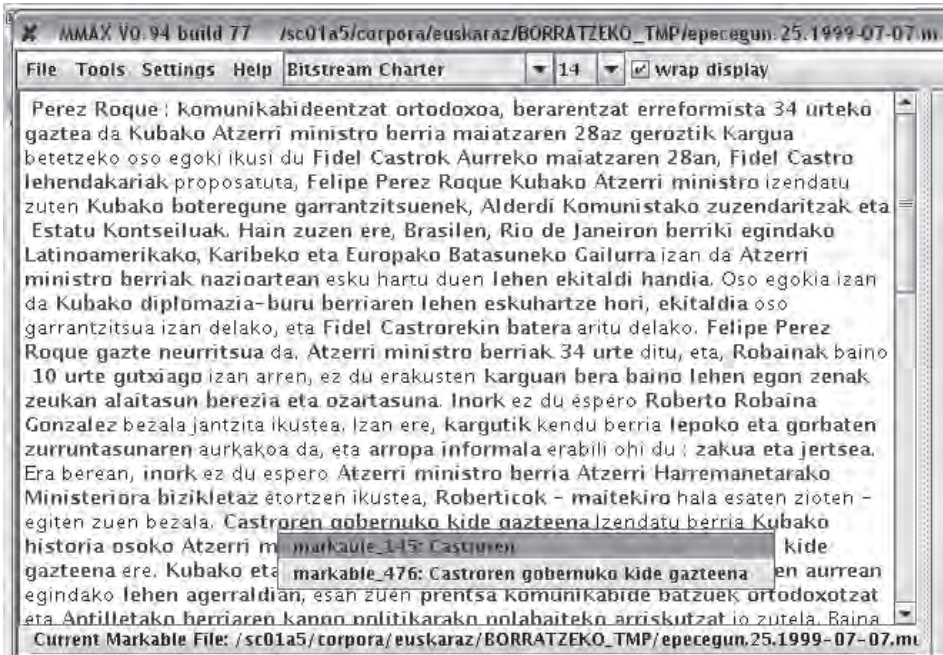 MMAX V0.94 build 77 /sc01a5/corpora/euskaraz/BORRATZEKO_TMP/epecegun.25.1999-07-07.m
File Tools Settings Help Bitstream Charter 14 wrap display
Perez Roque : komunikabideentzat ortodoxoa, berarentzat erreformista 34 urteko
gaztea da Kubako Atzerri ministro berria maiatzaren 28az geroztik Kargua
betetzeko oso egoki ikusi du Fidel Castrok Aurreko maiatzaren 28an, Fidel Castro
lehendakariak proposatuta, Felipe Perez Roque Kubako Atzerri ministro izendatu
zuten Kubako boteregune garrantzitsuenek, Alderdi Komunistako zuzendaritzak eta
Estatu Kontseiluak. Hain zuzen ere, Brasilen, Rio de Janeiron berriki egindako
Latinoamerikako, Karibeko eta Europako Batasuneko Gailurra izan da Atzerri
ministro berriak nazioartean esku hartu duen lehen ekitaldi handia. Oso egokia izan
da Kubako diplomazia-buru berriaren lehen eskuhartze hori, ekitaldia oso
garrantzitsua izan delako, eta Fidel Castrorekin batera aritu delako. Felipe Perez
Roque gazte neurritsua da. Atzerri ministro berriak 34 urte ditu, eta, Robainak baino
10 urte gutxiago izan arren, ez du erakusten karguan bera baino lehen egon zenak
zeukan alaitasun berezia eta ozartasuna. Inork ez du espero Roberto Robaina
Gonzalez bezala jantzita ikustea. Izan ere, kargutik kendu berria lepoko eta gorbaten
zurruntasunaren aurkakoa da, eta arropa informala erabili ohi du : zakua eta jertsea.
Era berean, inork ez du espero Atzerri ministro berria Atzerri Harremanetarako
Ministeriora bizikletaz etortzen ikustea, Roberticok - maitekiro hala esaten zioten -
egiten zuen bezala. Castroren gobernuko kide gazteena Izendatu berria Kubako
historia osoko Atzerri m kide
markable_145: Castroren
gazteena ere. Kubako eta en aurrean
markable_476: Castroren gobernuko kide gazteena
egindako lehen agerraldian, esan zuen prentsa komunikabide batzuek ortodoxotzat
eta Antilletako herriaren kanpo politikarako nolabaiteko arriskutzat jo zutela. Baina
Current Markable File: /sc01a5/corpora/euskaraz/BORRATZEKO_TMP/epecegun.25.1999-07-07.mu